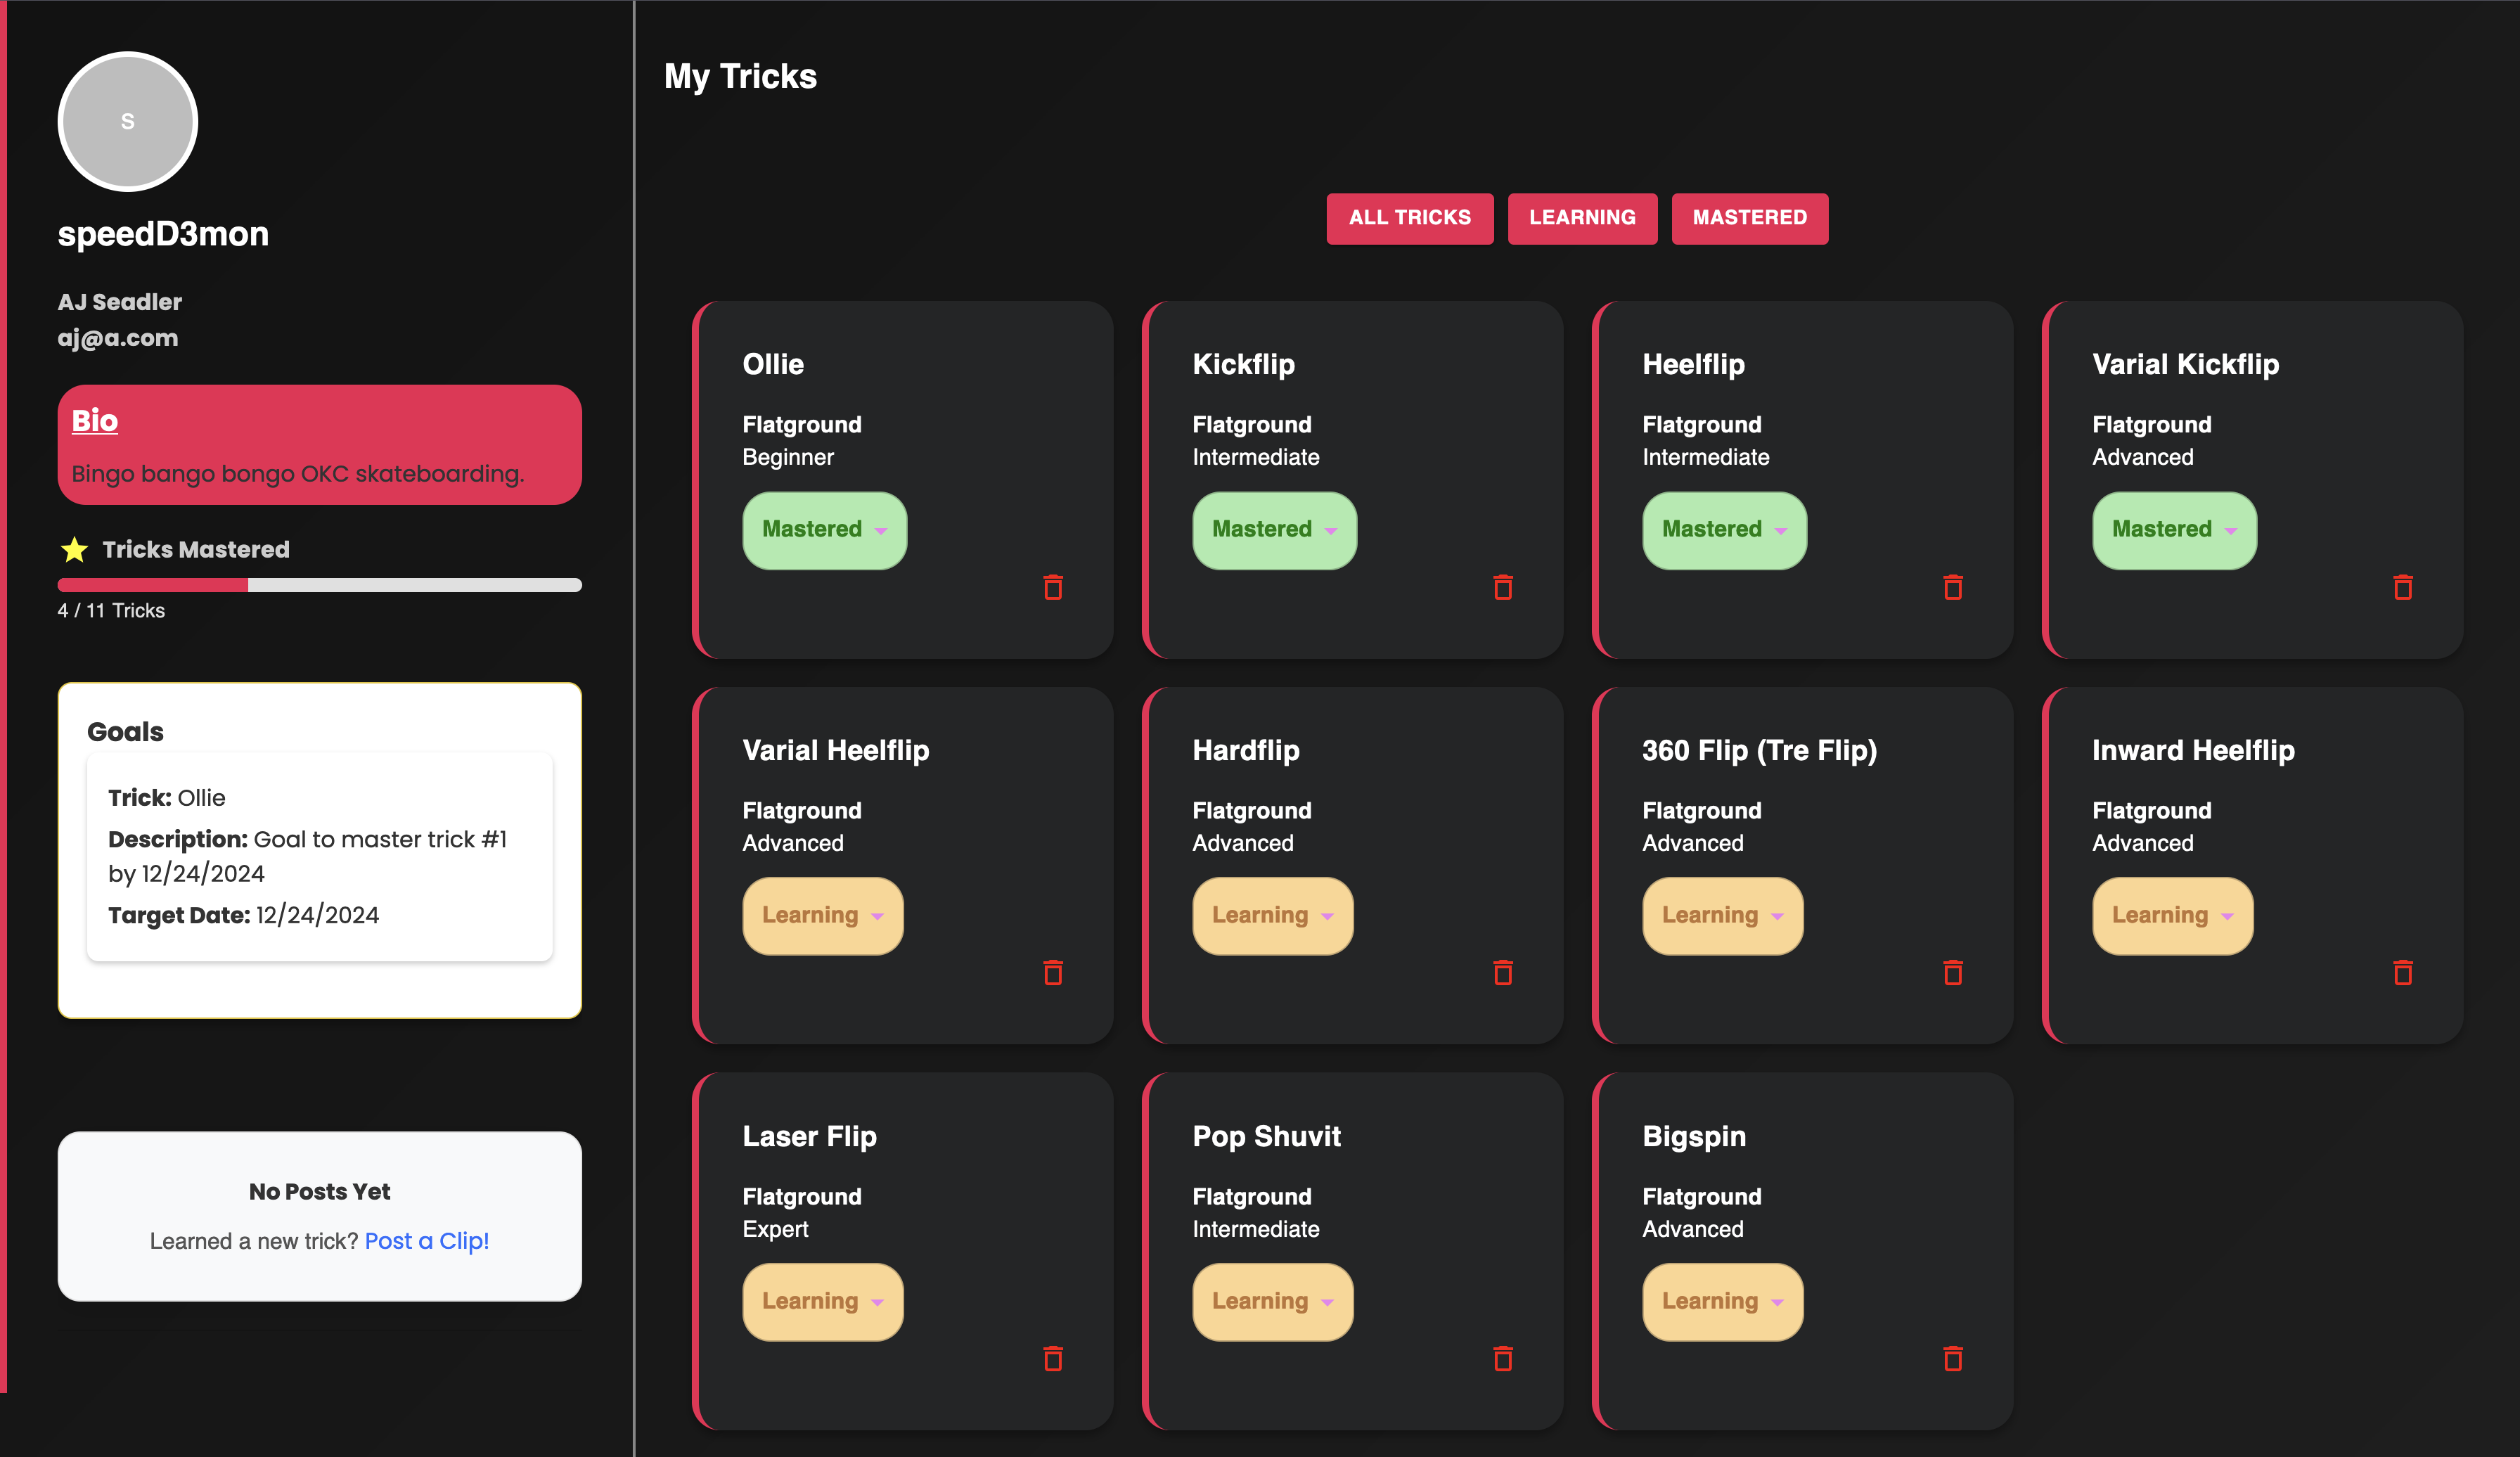 S
speedD3mon
AJ Seadler
aj@a.com
Bio
Bingo bango bongo OKC skateboarding.
Tricks Mastered
4 / 11 Tricks
Goals
Trick: Ollie
Description: Goal to master trick #1
by 12/24/2024
Target Date: 12/24/2024
No Posts Yet
Learned a new trick? Post a Clip!
My Tricks
ALL TRICKS
LEARNING
MASTERED
Ollie
Flatground
Beginner
Mastered
Kickflip
Flatground
Intermediate
Mastered
Heelflip
Flatground
Intermediate
Mastered
Varial Kickflip
Flatground
Advanced
Mastered
Varial Heelflip
Flatground
Advanced
Learning
Hardflip
Flatground
Advanced
Learning
360 Flip (Tre Flip)
Flatground
Advanced
Learning
Inward Heelflip
Flatground
Advanced
Learning
Laser Flip
Flatground
Expert
Learning
Pop Shuvit
Flatground
Intermediate
Learning
Bigspin
Flatground
Advanced
Learning